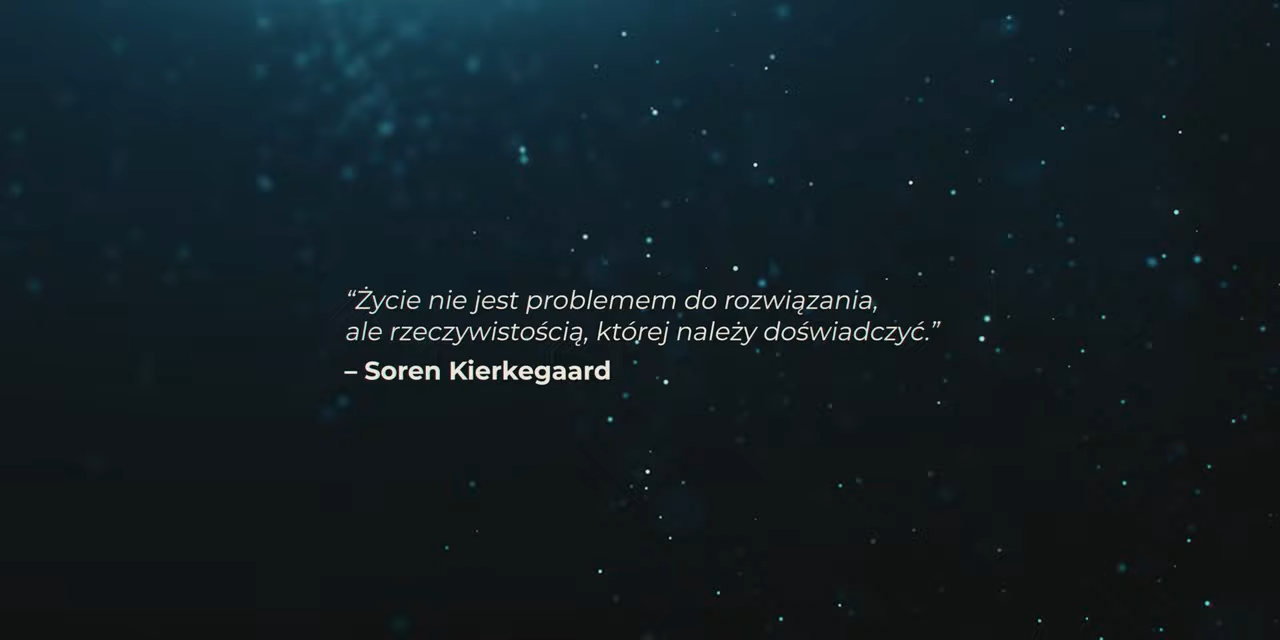 “Życie nie jest problemem do rozwiązania,
ale rzeczywistością, której należy doświadczyć.”
– Soren Kierkegaard